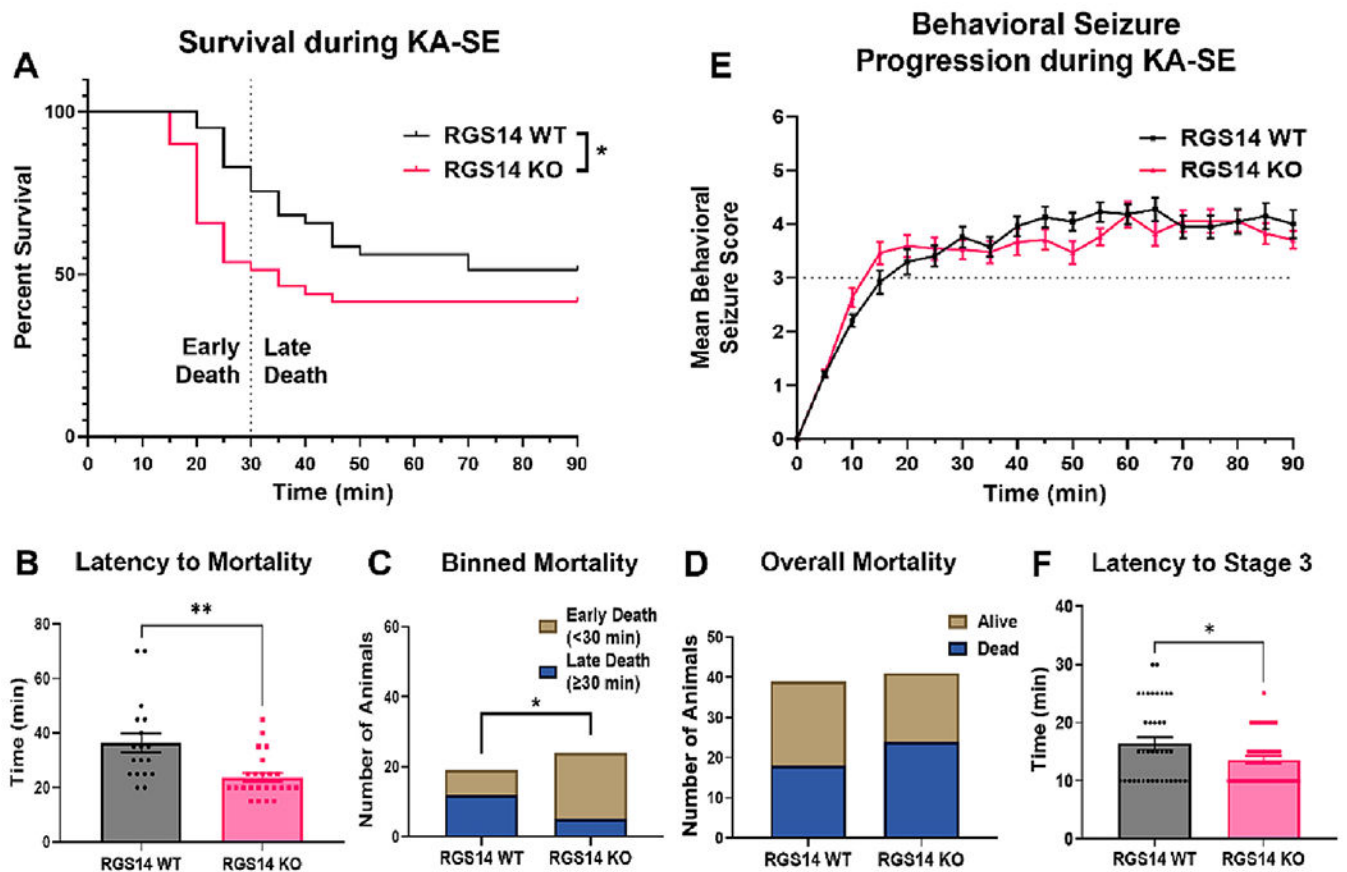 A
Survival during KA-SE
Percent Survival
100
50
0
RGS14 WT
RGS14 KO
*
Early
Death
Late
Death
0 10 20 30 40 50 60 70 80 90
Time (min)
E
Behavioral Seizure
Progression during KA-SE
Mean Behavioral
Seizure Score
6
5
4
3
2
1
0
RGS14 WT
RGS14 KO
0 10 20 30 40 50 60 70 80 90
Time (min)
B
Latency to Mortality
**
Time (min)
80
60
40
20
0
RGS14 WT RGS14 KO
C
Binned Mortality
Number of Animals
60
40
20
0
Early Death
(<30 min)
Late Death
(≥30 min)
*
RGS14 WT RGS14 KO
D
Overall Mortality
Number of Animals
50
40
30
20
10
0
Alive
Dead
RGS14 WT RGS14 KO
F
Latency to Stage 3
*
Time (min)
40
30
20
10
0
RGS14 WT RGS14 KO